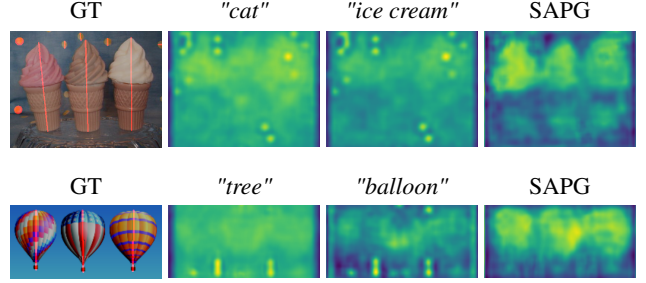 GT "cat" "ice cream" SAPG
GT "tree" "balloon" SAPG